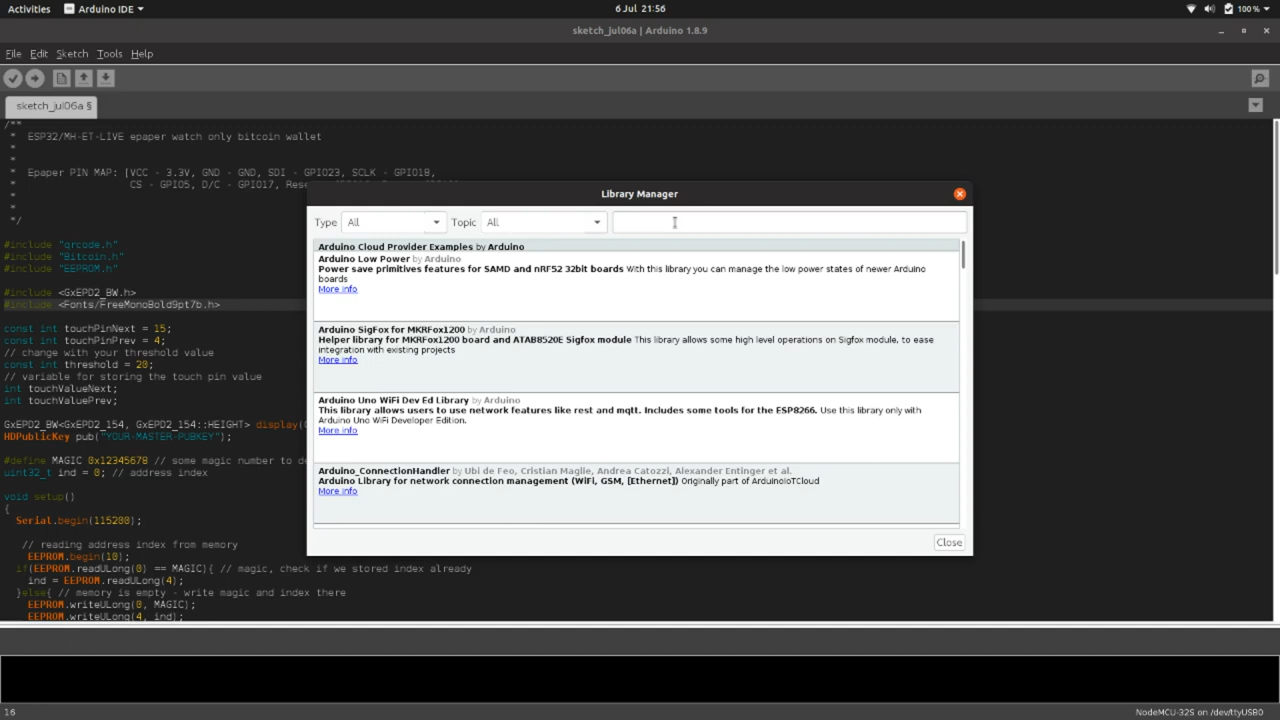 Activities Arduino IDE 6 Jul 21:56 100 %
sketch_jul06a | Arduino 1.8.9
File Edit Sketch Tools Help
sketch_jul06a §
/**
* ESP32/MH-ET-LIVE epaper watch only bitcoin wallet
*
*
* Epaper PIN MAP: [VCC - 3.3V, GND - GND, SDI - GPIO23, SCLK - GPIO18,
* CS - GPIO5, D/C - GPIO17,
*
*
*/
#include "qrcode.h"
#include "Bitcoin.h"
#include "EEPROM.h"
#include <GxEPD2_BW.h>
#include <Fonts/FreeMonoBold9pt7b.h>
const int touchPinNext = 15;
const int touchPinPrev = 4;
// change with your threshold value
const int threshold = 20;
// variable for storing the touch pin value
int touchValueNext;
int touchValuePrev;
GxEPD2_BW<GxEPD2_154, GxEPD2_154::HEIGHT> display(
HDPublicKey pub("YOUR-MASTER-PUBKEY");
#define MAGIC 0x12345678 // some magic number to
uint32_t ind = 0; // address index
void setup()
{
Serial.begin(115200);
// reading address index from memory
EEPROM.begin(10);
if(EEPROM.readULong(0) == MAGIC){ // magic, check if we stored index already
ind = EEPROM.readULong(4);
}else{ // memory is empty - write magic and index there
EEPROM.writeULong(0, MAGIC);
EEPROM.writeULong(4, ind);
Library Manager
Type All Topic All
Arduino Cloud Provider Examples by Arduino
Arduino Low Power by Arduino
Power save primitives features for SAMD and nRF52 32bit boards With this library you can manage the low power states of newer Arduino
boards
More info
Arduino SigFox for MKRFox1200 by Arduino
Helper library for MKRFox1200 board and ATAB8520E Sigfox module This library allows some high level operations on Sigfox module, to ease
integration with existing projects
More info
Arduino Uno WiFi Dev Ed Library by Arduino
This library allows users to use network features like rest and mqtt. Includes some tools for the ESP8266. Use this library only with
Arduino Uno WiFi Developer Edition.
More info
Arduino_ConnectionHandler by Ubi de Feo, Cristian Maglie, Andrea Catozzi, Alexander Entinger et al.
Arduino Library for network connection management (WiFi, GSM, [Ethernet]) Originally part of ArduinoIoTCloud
More info
Close
16 NodeMCU-32S on /dev/ttyUSB0